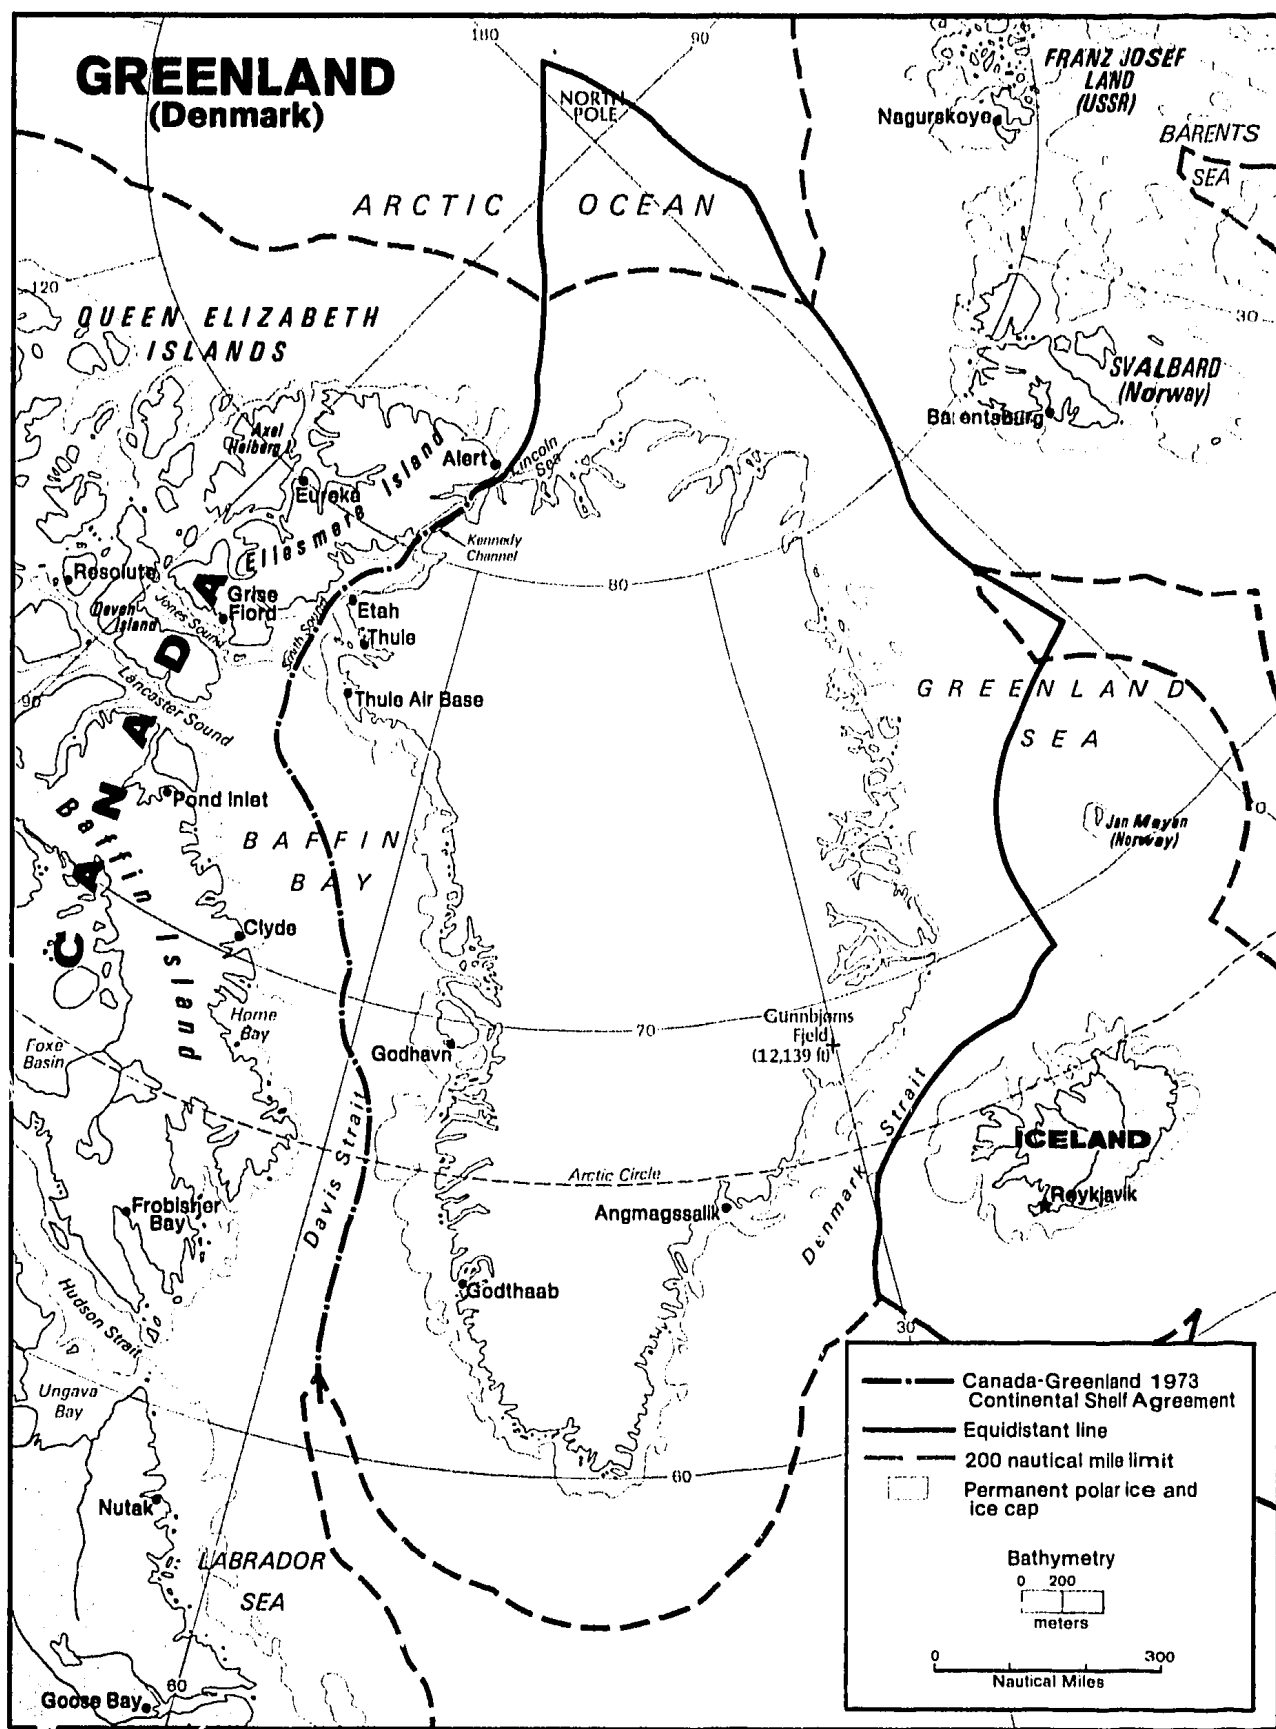 GREENLAND
(Denmark)
180
90
NORTH
POLE
FRANZ JOSEF
LAND
(USSR)
Nagurskoye
BARENTS
SEA
ARCTIC OCEAN
120
QUEEN ELIZABETH
ISLANDS
30
SVALBARD
(Norway)
Barentsburg
Axel
Heiberg I.
Alert
Lincoln
Sea
Eureka
Ellesmere Island
Kennedy
Channel
Resolute
Grise
Fiord
Devon
Island
Jones Sound
Smith Sound
Etah
Thule
80
Lancaster Sound
90
Thule Air Base
GREENLAND
SEA
CANADA
Pond Inlet
Baffin Island
BAFFIN
BAY
Jan Mayen
(Norway)
0
Clyde
Home
Bay
Foxe
Basin
Godhavn
70
Gunnbjorns
Fjeld
(12,139 ft)
Davis Strait
Denmark Strait
ICELAND
Reykjavik
Arctic Circle
Frobisher
Bay
Angmagssalik
Hudson Strait
Godthaab
30
Ungava
Bay
60
Nutak
LABRADOR
SEA
60
Goose Bay
Canada-Greenland 1973
Continental Shelf Agreement
Equidistant line
200 nautical mile limit
Permanent polar ice and
ice cap
Bathymetry
0 200
meters
0 300
Nautical Miles